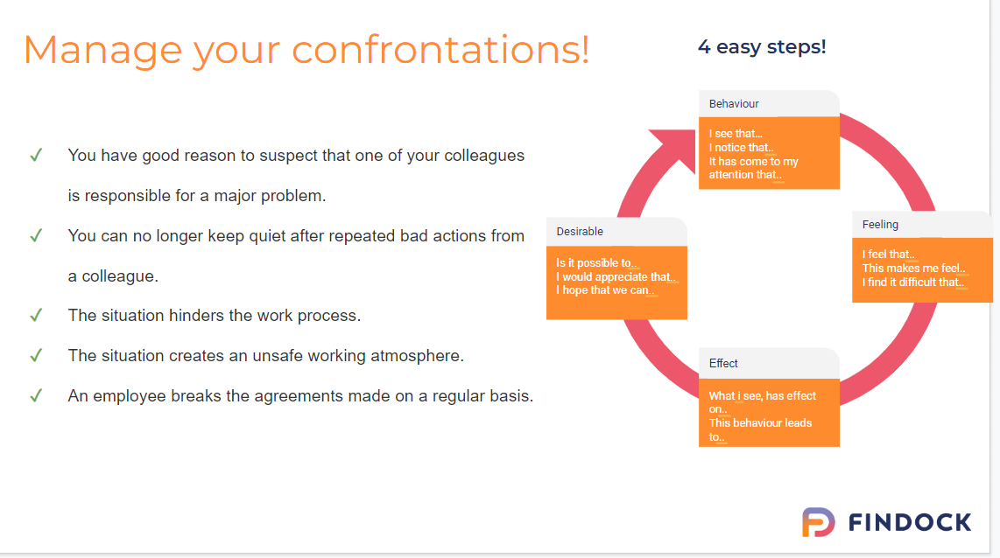 Manage your confrontations!
4 easy steps!
✓ You have good reason to suspect that one of your colleagues
is responsible for a major problem.
✓ You can no longer keep quiet after repeated bad actions from
a colleague.
✓ The situation hinders the work process.
✓ The situation creates an unsafe working atmosphere.
✓ An employee breaks the agreements made on a regular basis.
Behaviour
I see that...
I notice that..
It has come to my
attention that..
Feeling
I feel that..
This makes me feel..
I find it difficult that..
Effect
What i see, has effect
on..
This behaviour leads
to..
Desirable
Is it possible to..
I would appreciate that..
I hope that we can..
FINDOCK